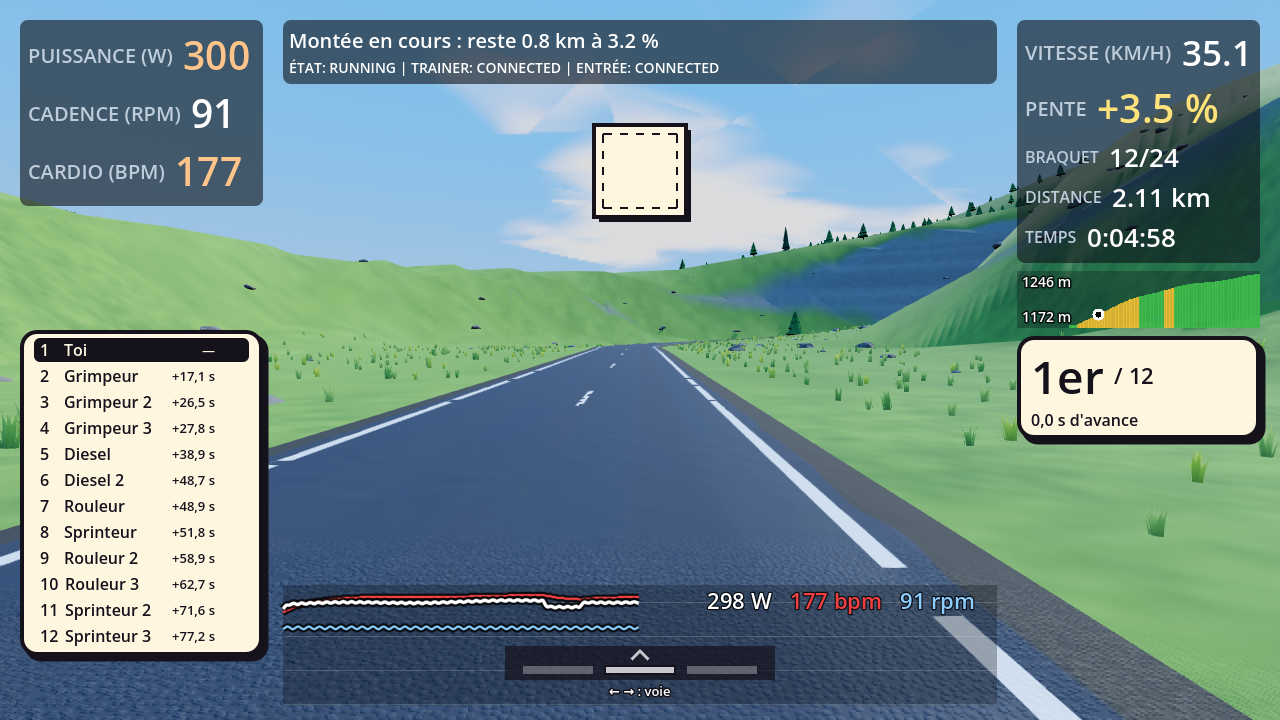 PUISSANCE (W) 300
CADENCE (RPM) 91
CARDIO (BPM) 177
Montée en cours : reste 0.8 km à 3.2 %
ÉTAT: RUNNING | TRAINER: CONNECTED | ENTRÉE: CONNECTED
VITESSE (KM/H) 35.1
PENTE +3.5 %
BRAQUET 12/24
DISTANCE 2.11 km
TEMPS 0:04:58
1246 m
1172 m
1er / 12
0,0 s d'avance
1 Toi —
2 Grimpeur +17,1 s
3 Grimpeur 2 +26,5 s
4 Grimpeur 3 +27,8 s
5 Diesel +38,9 s
6 Diesel 2 +48,7 s
7 Rouleur +48,9 s
8 Sprinteur +51,8 s
9 Rouleur 2 +58,9 s
10 Rouleur 3 +62,7 s
11 Sprinteur 2 +71,6 s
12 Sprinteur 3 +77,2 s
298 W 177 bpm 91 rpm
← → : voie